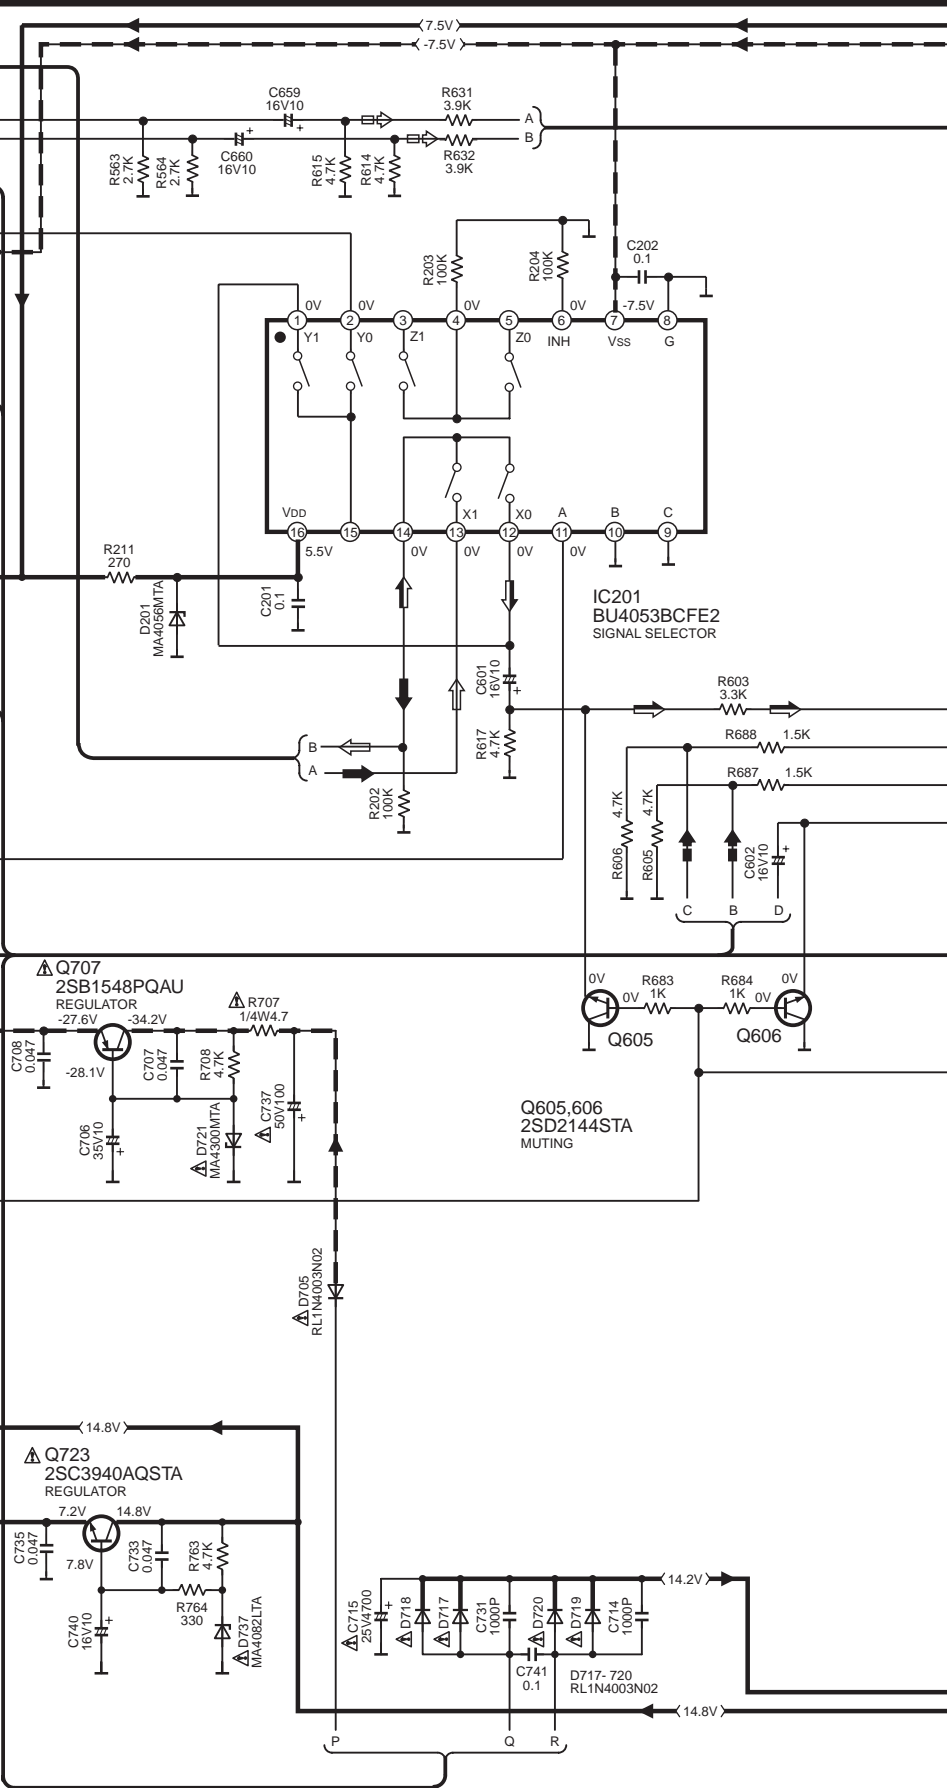 7.5V
-7.5V
C659
16V10
R631
3.9K
A
B
R563
2.7K
R564
2.7K
+
+
C660
16V10
R615
4.7K
R614
4.7K
R632
3.9K
R203
100K
R204
100K
C202
0.1
0V
0V
0V
0V
-7.5V
1
2
3
4
5
6
7
8
Y1
Y0
Z1
Z0
INH
VSS
G
VDD
X1
X0
A
B
C
16
15
14
13
12
11
10
9
5.5V
0V
0V
0V
0V
R211
270
D201
MA4056MTA
C201
0.1
IC201
BU4053BCFE2
SIGNAL SELECTOR
C601
16V10
+
R603
3.3K
R617
4.7K
R688
1.5K
B
A
R687
1.5K
R202
100K
4.7K
R606
4.7K
R605
C602
16V10
+
C
B
D
Q707
2SB1548PQAU
REGULATOR
-27.6V
-34.2V
R707
1/4W4.7
0V
0V
R683
1K
R684
1K
0V
0V
Q605
Q606
C708
0.047
-28.1V
C707
0.047
R708
4.7K
C737
50V100
+
C706
35V10
+
D721
MA4300MTA
Q605,606
2SD2144STA
MUTING
D705
RL1N4003N02
14.8V
Q723
2SC3940AQSTA
REGULATOR
7.2V
14.8V
C735
0.047
7.8V
C733
0.047
R763
4.7K
R764
330
C740
16V10
+
D737
MA4082LTA
14.2V
C715
25V4700
+
D718
D717
C731
1000P
D720
D719
C714
1000P
C741
0.1
D717- 720
RL1N4003N02
14.8V
P
Q
R